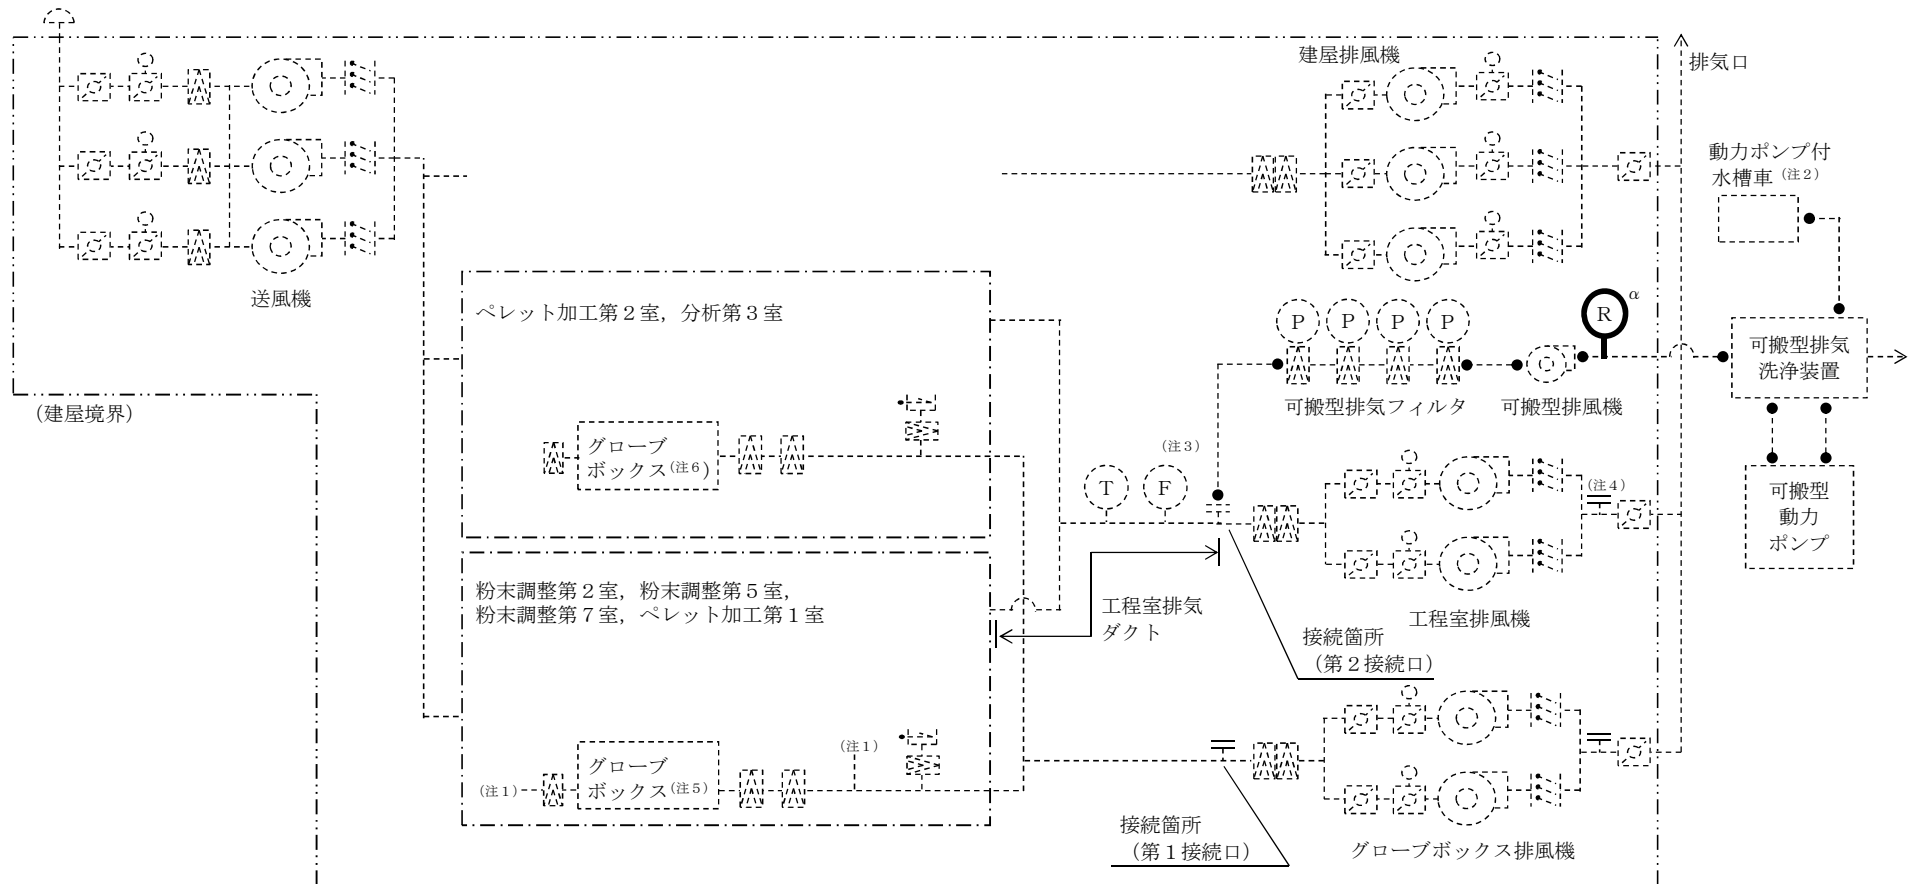 建屋排風機
排気口
動力ポンプ付
水槽車（注２）
送風機
ペレット加工第２室，分析第３室
P
P
P
P
R
α
可搬型排気
洗浄装置
可搬型排気フィルタ
可搬型排風機
（建屋境界）
グローブ
ボックス（注６）
（注３）
T
F
（注４）
可搬型
動力
ポンプ
粉末調整第２室，粉末調整第５室，
粉末調整第７室，ペレット加工第１室
工程室排気
ダクト
工程室排風機
接続箇所
（第２接続口）
（注１）
グローブ
ボックス（注５）
（注１）
接続箇所
（第１接続口）
グローブボックス排風機